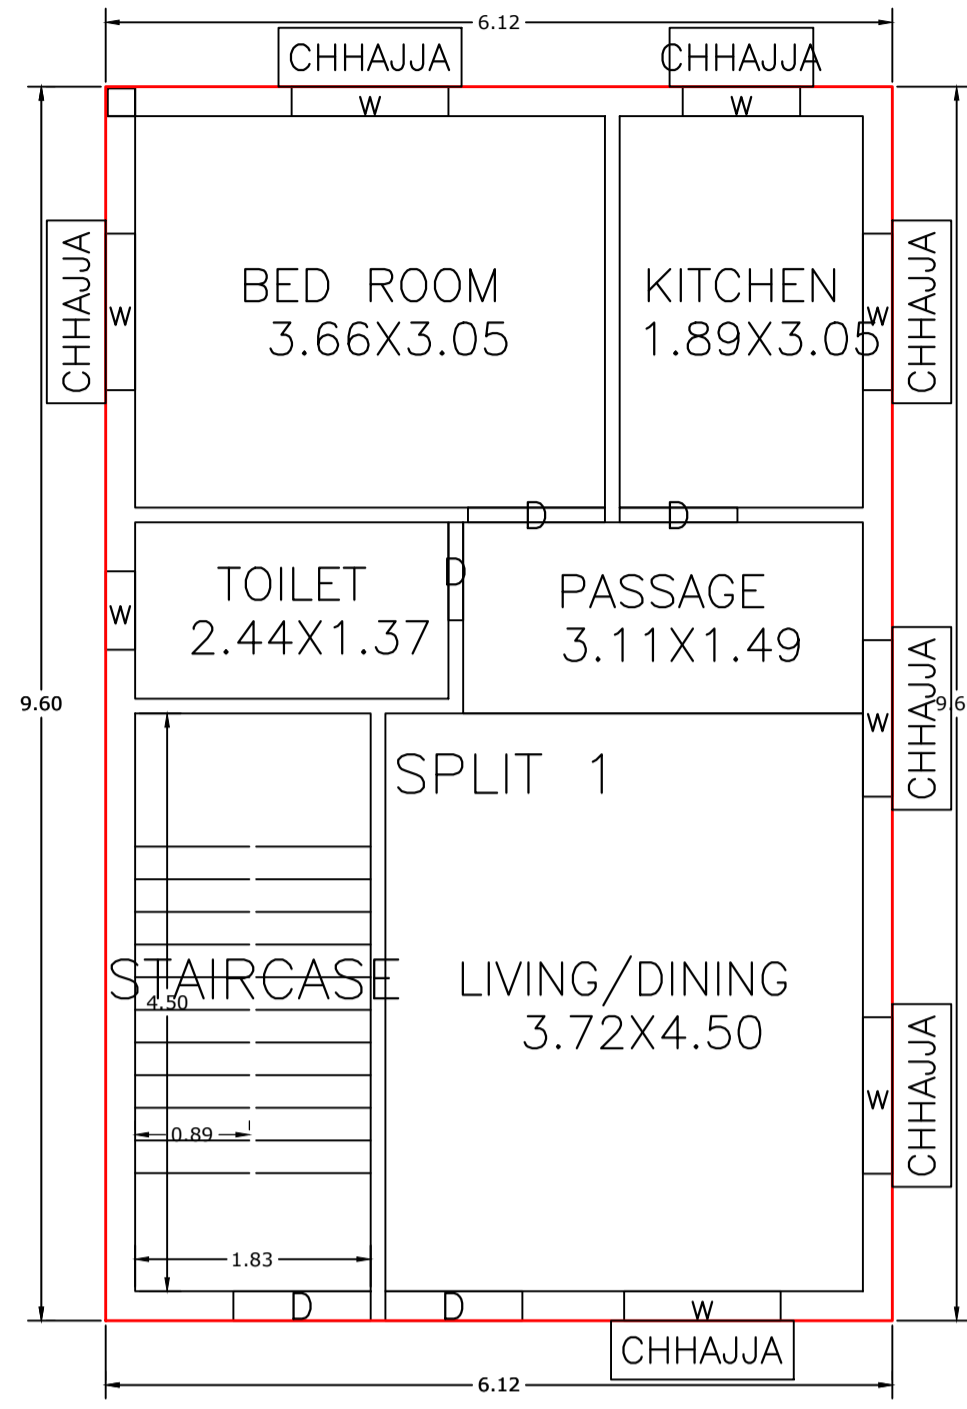 6.12
CHHAJJA
CHHAJJA
W
W
CHHAJJA
W
BED ROOM
3.66X3.05
KITCHEN
1.89X3.05
W
CHHAJJA
D
D
W
TOILET
2.44X1.37
D
PASSAGE
3.11X1.49
9.60
W
CHHAJJA
9.6
SPLIT 1
STAIRCASE
4.50
LIVING/DINING
3.72X4.50
W
CHHAJJA
0.89
1.83
D
D
W
CHHAJJA
6.12